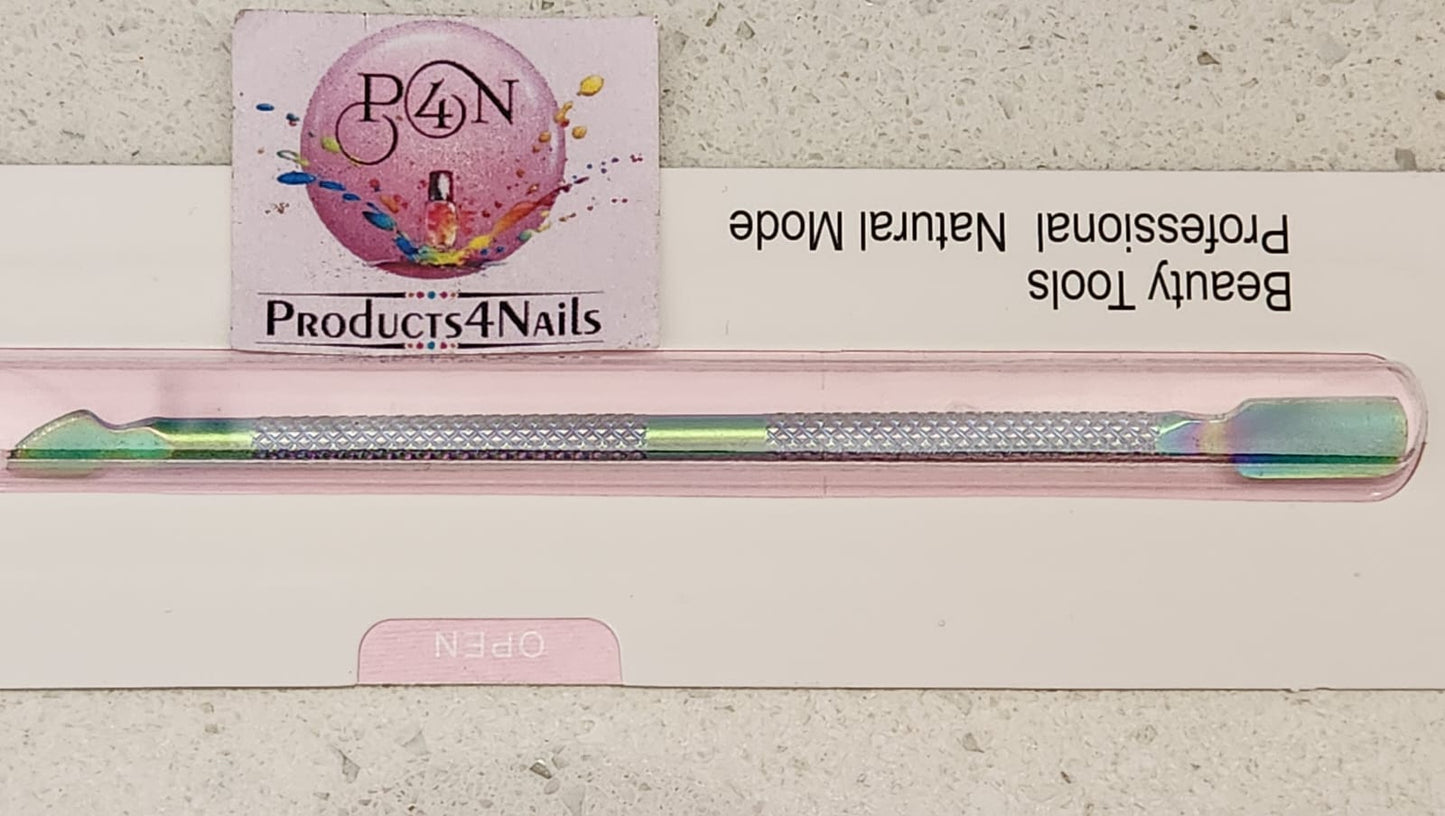 P4N
Products4Nails
Beauty Tools
Professional Natural Mode
OPEN